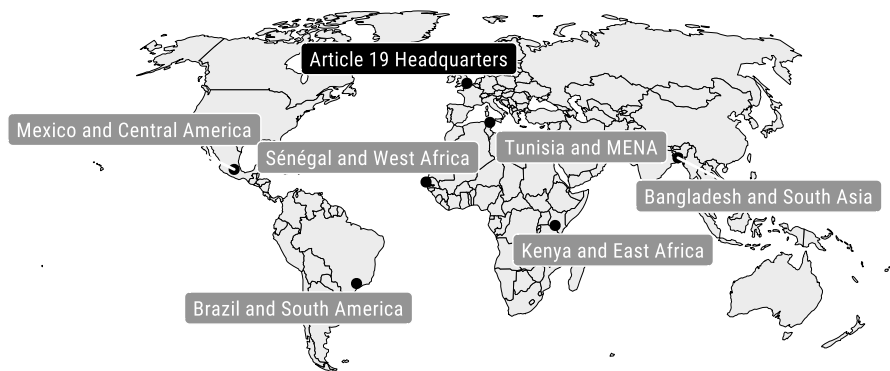 Article 19 Headquarters
Mexico and Central America
Sénégal and West Africa
Tunisia and MENA
Bangladesh and South Asia
Kenya and East Africa
Brazil and South America